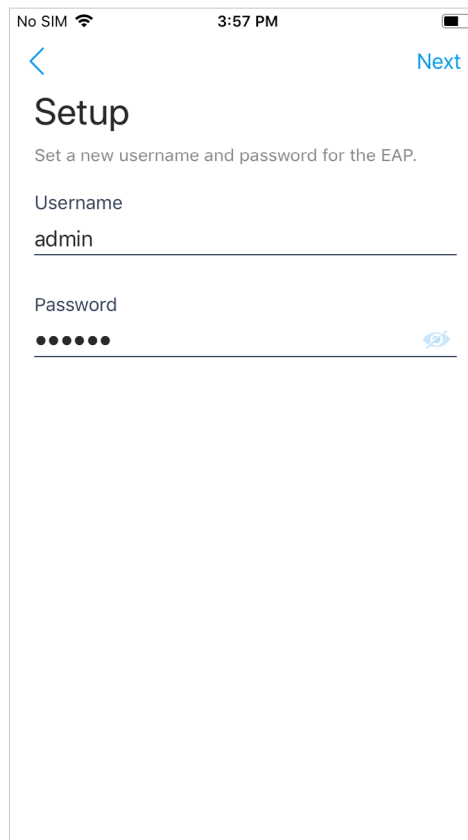 No SIM 3:57 PM
Next
Setup
Set a new username and password for the EAP.
Username
admin
Password
••••••